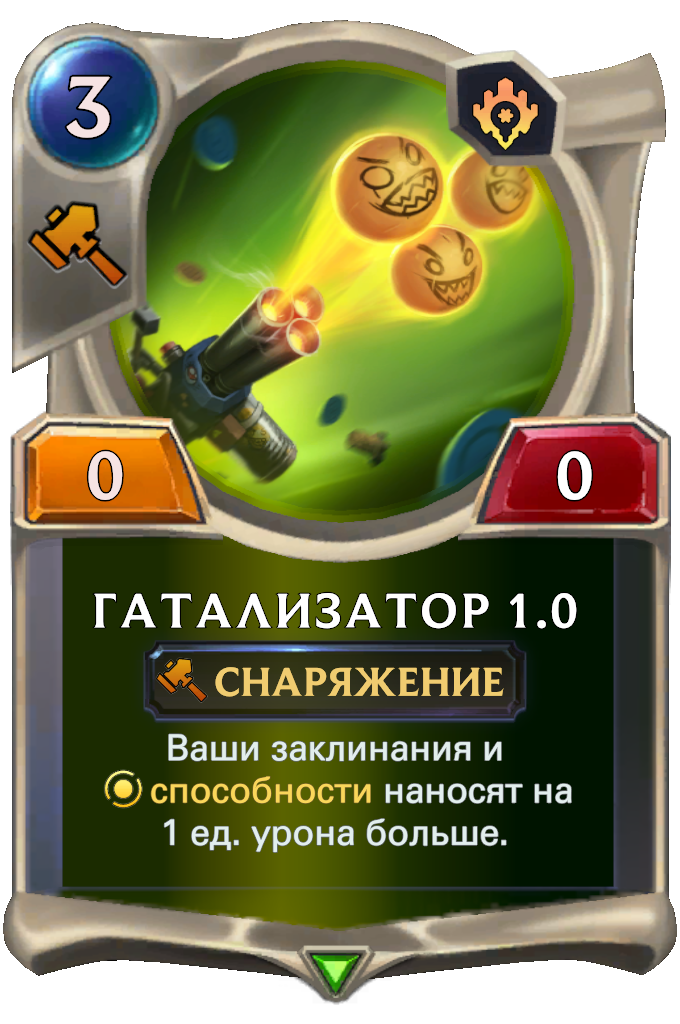 3
0
0
ГАТАЛИЗАТОР 1.0
СНАРЯЖЕНИЕ
Ваши заклинания и
способности наносят на
1 ед. урона больше.